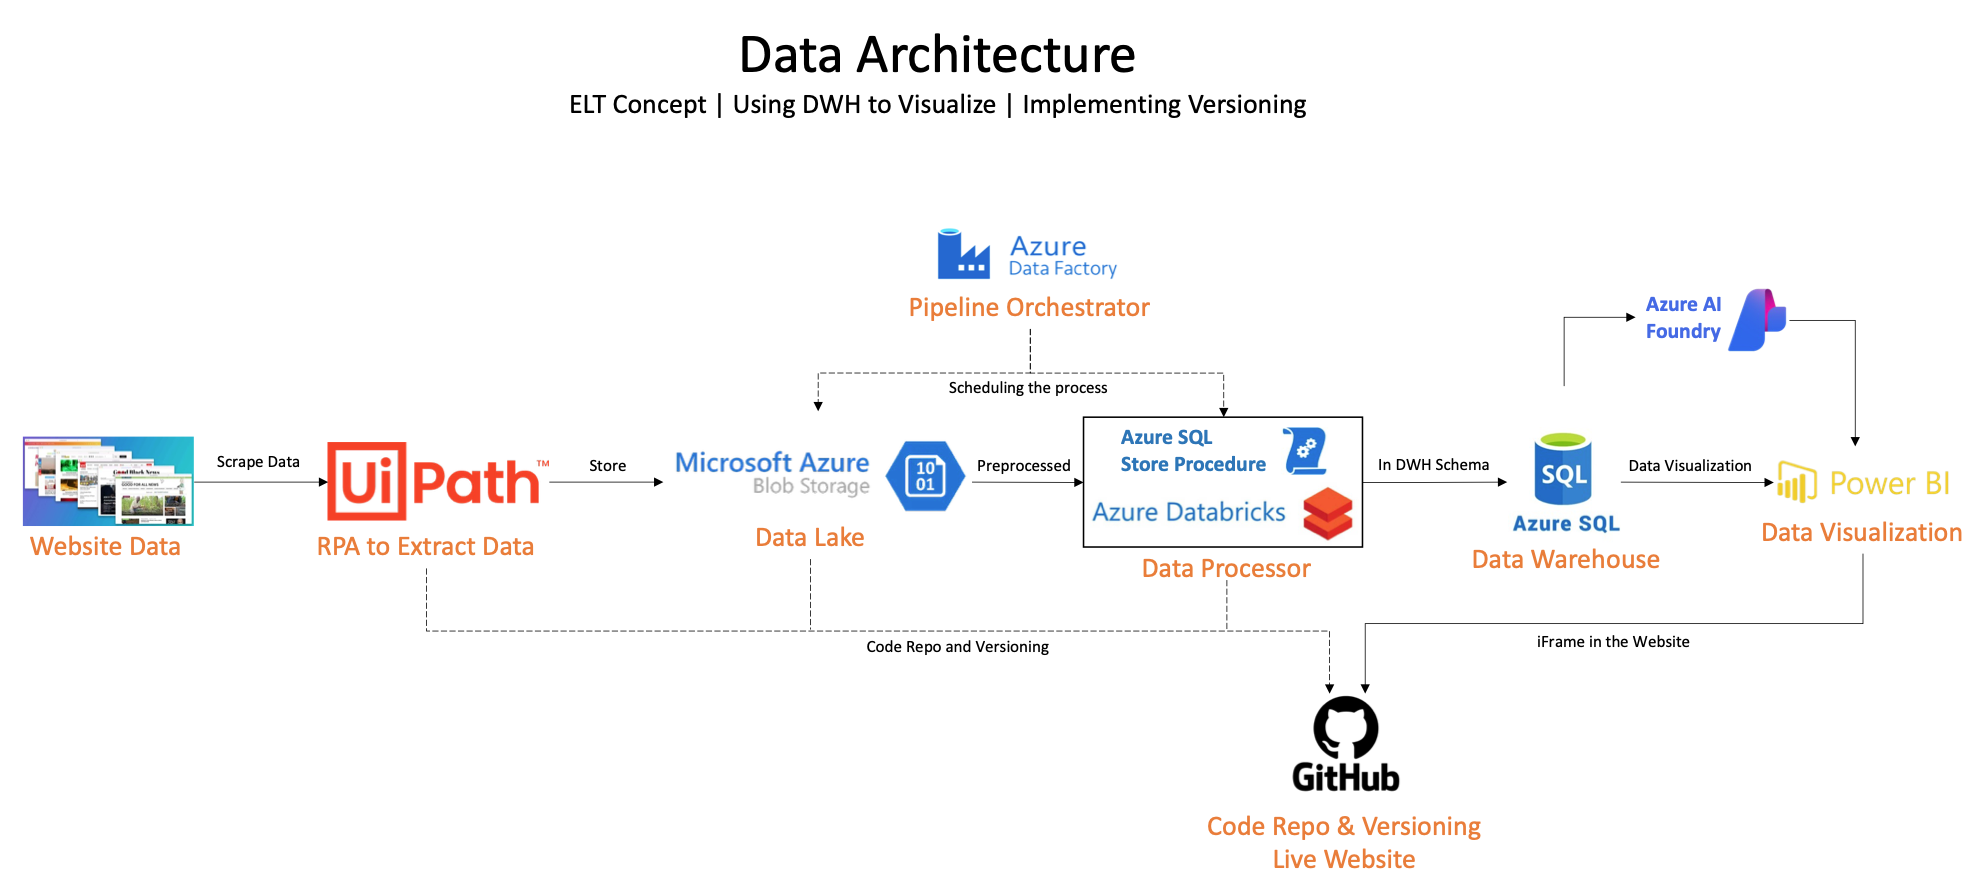 Data Architecture
ELT Concept | Using DWH to Visualize | Implementing Versioning
Azure
Data Factory
Pipeline Orchestrator
Scheduling the process
Azure AI
Foundry
Scrape Data
UiPath™
Store
Microsoft Azure
Blob Storage
10
01
Preprocessed
Azure SQL
Store Procedure
Azure Databricks
In DWH Schema
SQL
Azure SQL
Data Visualization
Power BI
Website Data
RPA to Extract Data
Data Lake
Data Processor
Data Warehouse
Data Visualization
Code Repo and Versioning
iFrame in the Website
GitHub
Code Repo & Versioning
Live Website